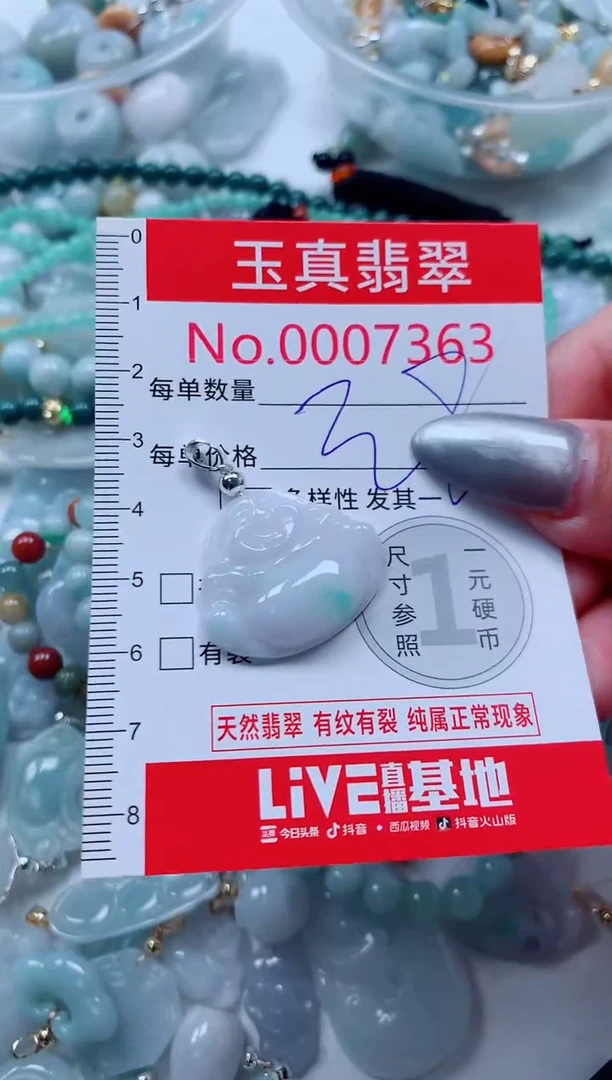 玉真翡翠
No.0007363
每单数量
每单价格
多样性 发其一
有裂
尺寸参照
1
一元硬币
天然翡翠 有纹有裂 纯属正常现象
LiVE直播基地
头条 今日头条 抖音 • 西瓜视频 抖音火山版
0
1
2
3
4
5
6
7
8